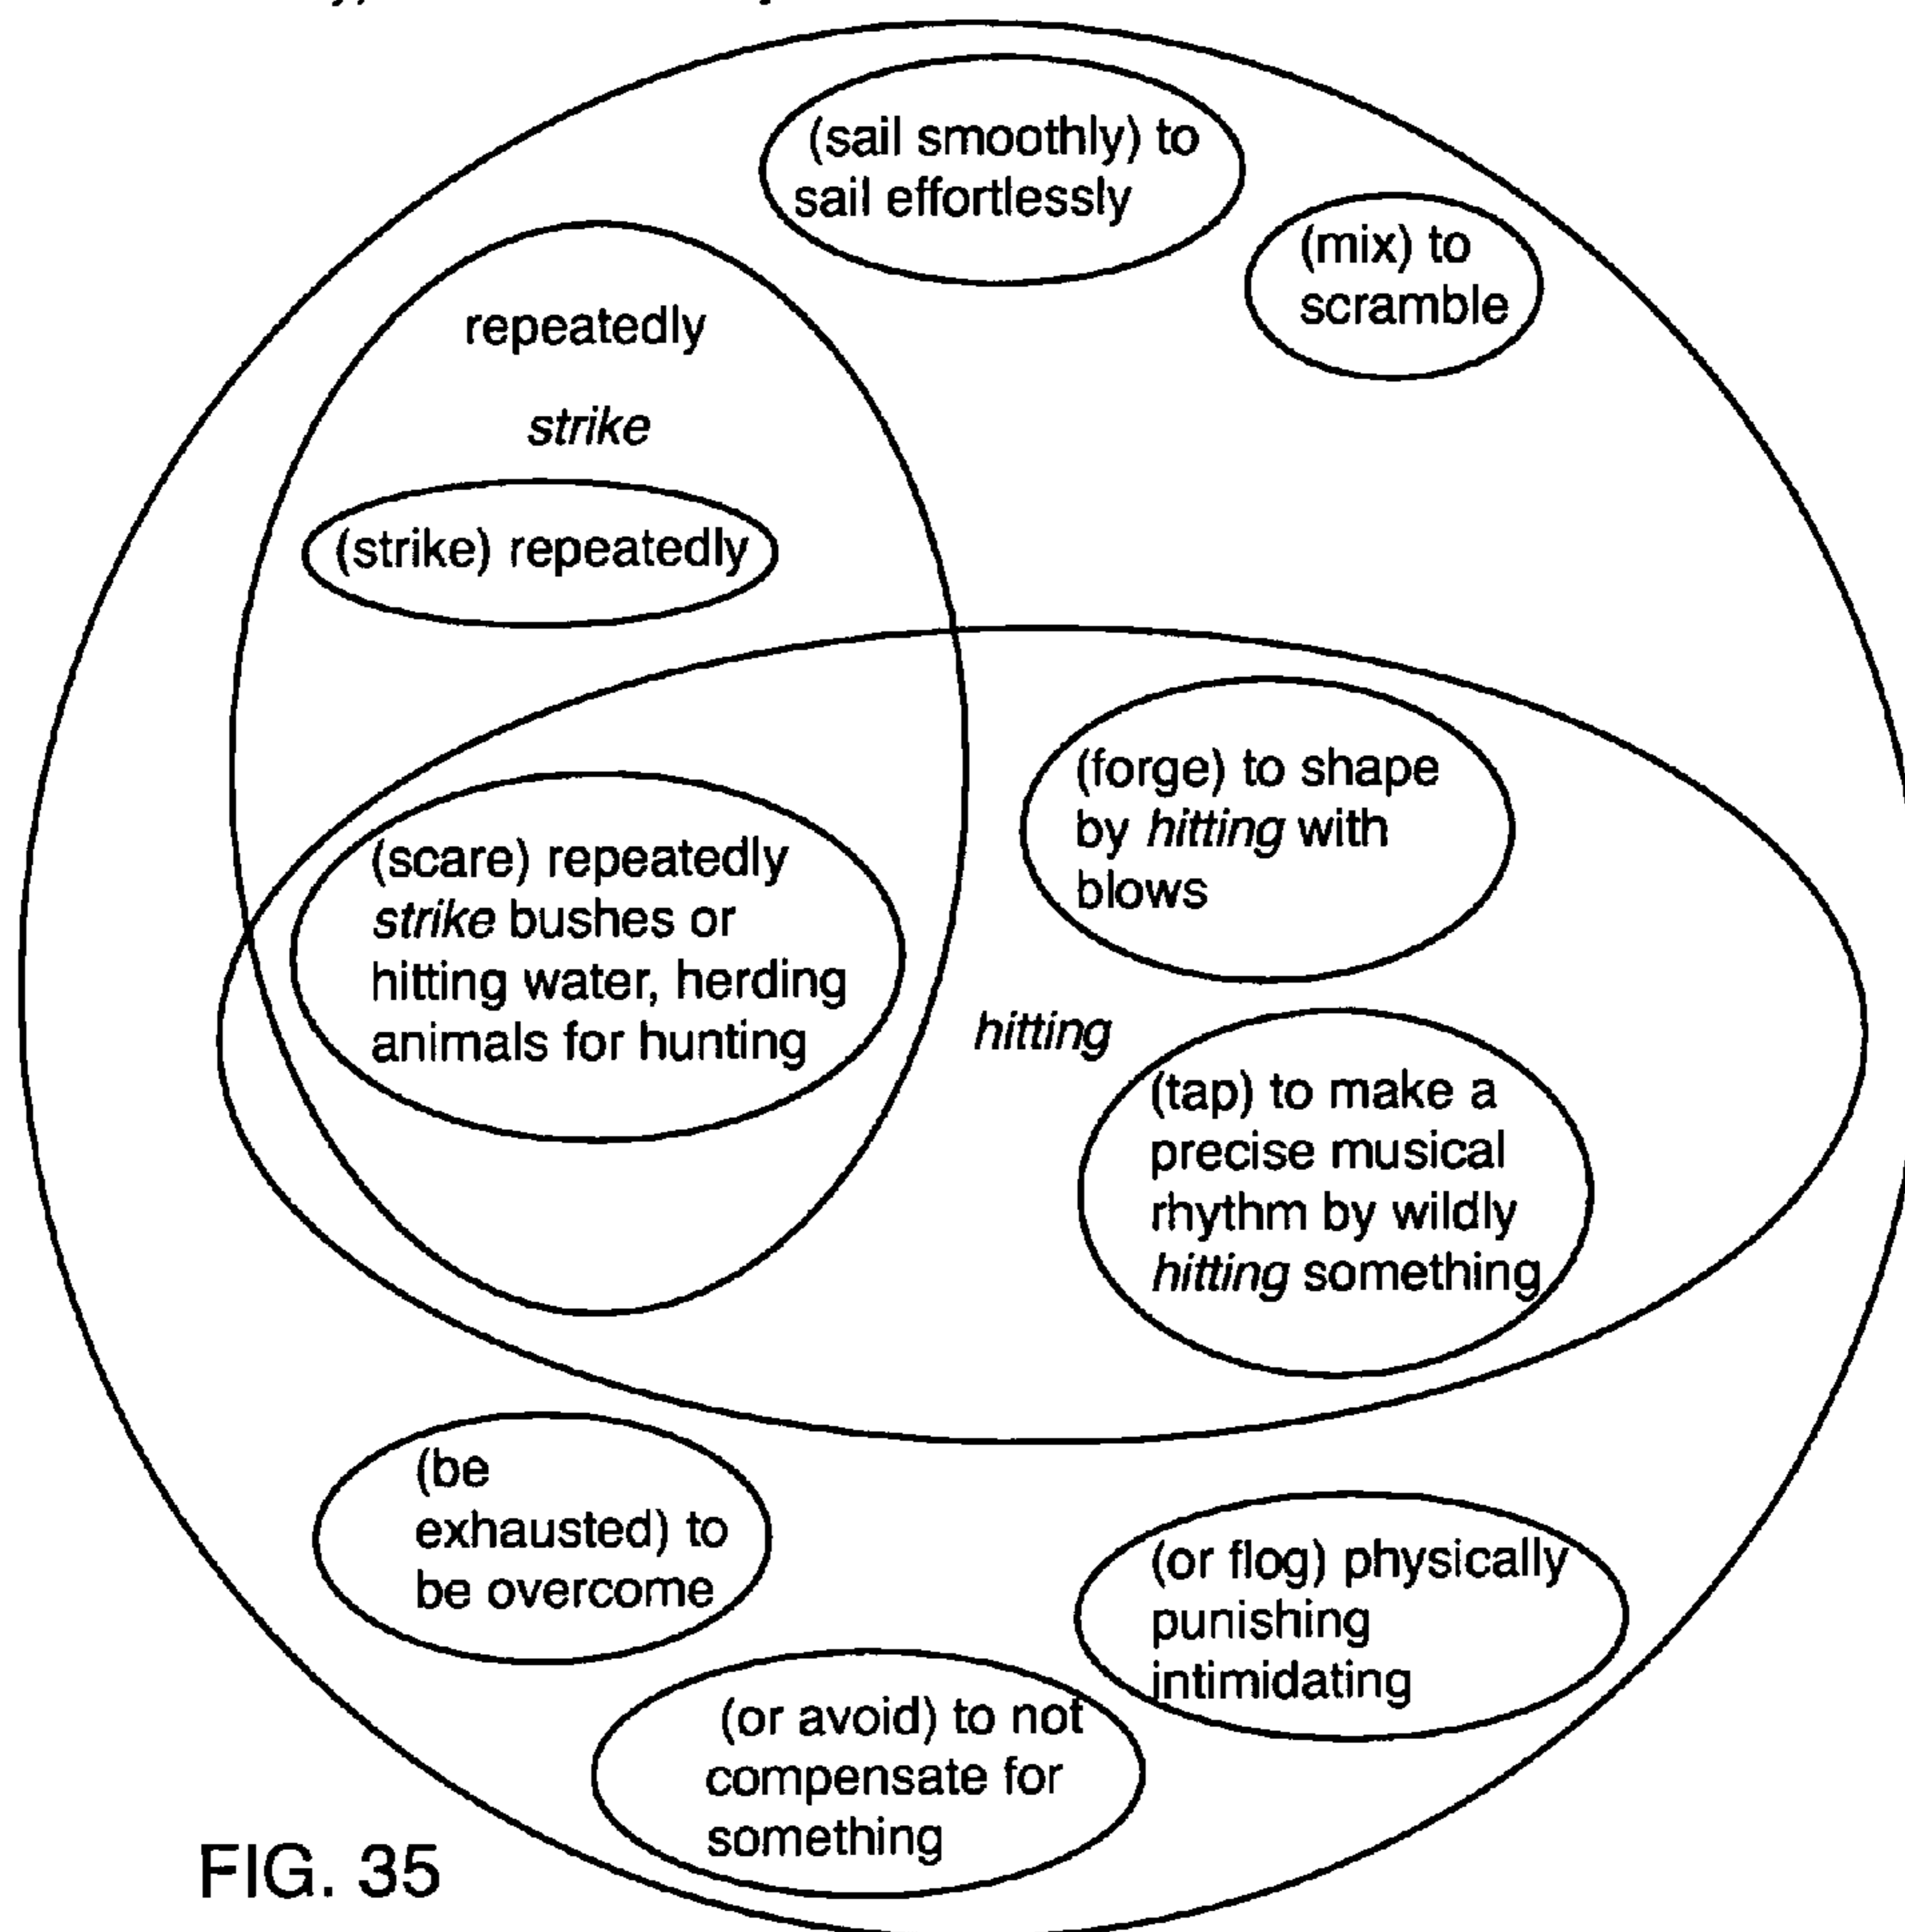 (sail smoothly) to
sail effortlessly
(mix) to
scramble
repeatedly
strike
(strike) repeatedly
(forge) to shape
by hitting with
blows
(scare) repeatedly
strike bushes or
hitting water, herding
animals for hunting
hitting
(tap) to make a
precise musical
rhythm by wildly
hitting something
(be
exhausted) to
be overcome
(or flog) physically
punishing
intimidating
(or avoid) to not
compensate for
something
FIG. 35